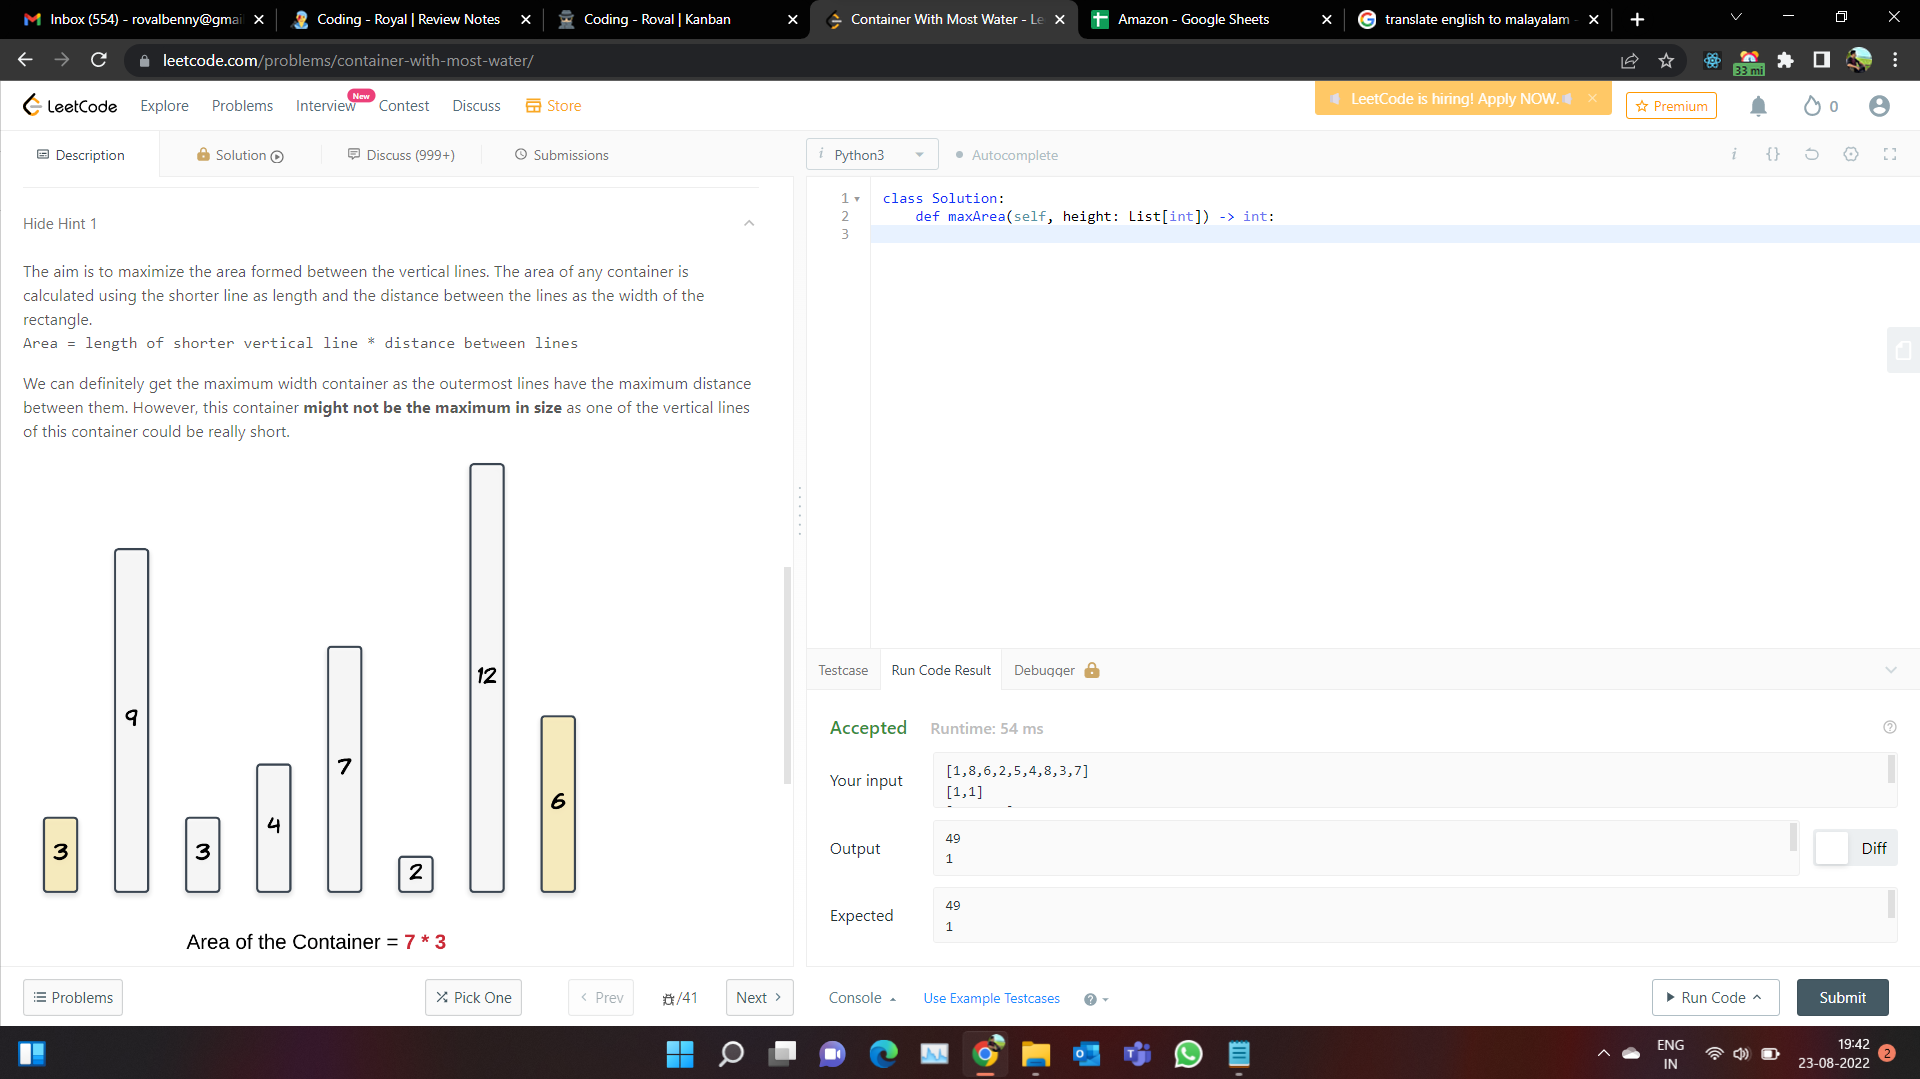 Inbox (554) - rovalbenny@gmai
Coding - Royal | Review Notes
Coding - Roval | Kanban
Container With Most Water - Le
Amazon - Google Sheets
translate english to malayalam -
leetcode.com/problems/container-with-most-water/
33 mi
LeetCode
Explore
Problems
Interview
New
Contest
Discuss
Store
LeetCode is hiring! Apply NOW.
Premium
0
Description
Solution
Discuss (999+)
Submissions
i Python3
Autocomplete
i {}
Hide Hint 1
The aim is to maximize the area formed between the vertical lines. The area of any container is
calculated using the shorter line as length and the distance between the lines as the width of the
rectangle.
Area = length of shorter vertical line * distance between lines
We can definitely get the maximum width container as the outermost lines have the maximum distance
between them. However, this container might not be the maximum in size as one of the vertical lines
of this container could be really short.
3 9 3 4 7 2 12 6
Area of the Container = 7 * 3
1 class Solution:
2 def maxArea(self, height: List[int]) -> int:
3
Testcase
Run Code Result
Debugger
Accepted
Runtime: 54 ms
Your input
[1,8,6,2,5,4,8,3,7]
[1,1]
Output
49
1
Diff
Expected
49
1
Problems
Pick One
Prev
/41
Next
Console
Use Example Testcases
Run Code
Submit
ENG
IN
19:42
23-08-2022
2